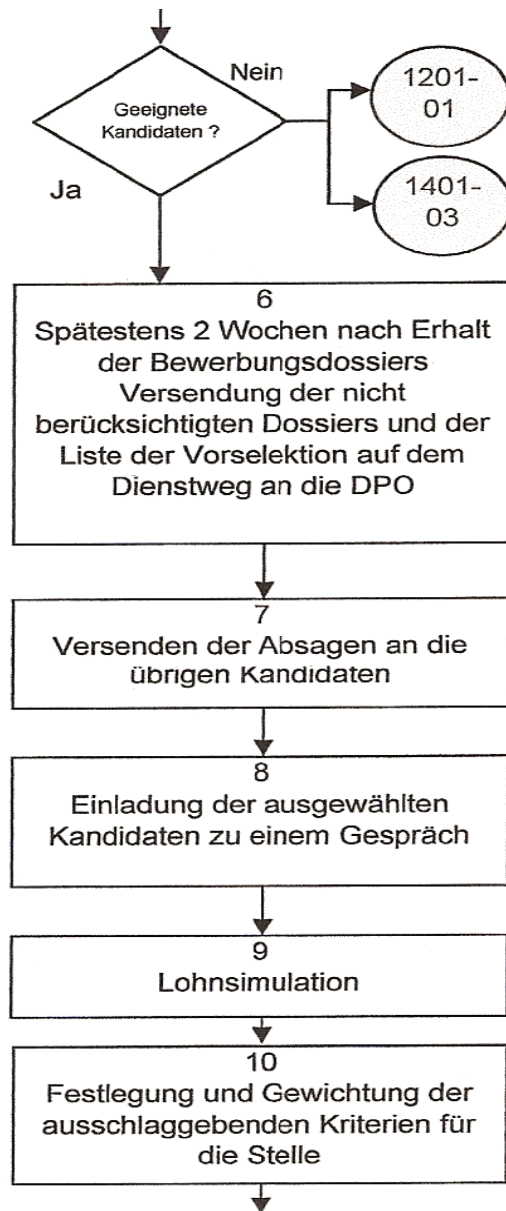 Nein
Geeignete
Kandidaten ?
Ja
1201-
01
1401-
03
6
Spätestens 2 Wochen nach Erhalt
der Bewerbungsdossiers
Versendung der nicht
berücksichtigten Dossiers und der
Liste der Vorselektion auf dem
Dienstweg an die DPO
7
Versenden der Absagen an die
übrigen Kandidaten
8
Einladung der ausgewählten
Kandidaten zu einem Gespräch
9
Lohnsimulation
10
Festlegung und Gewichtung der
ausschlaggebenden Kriterien für
die Stelle